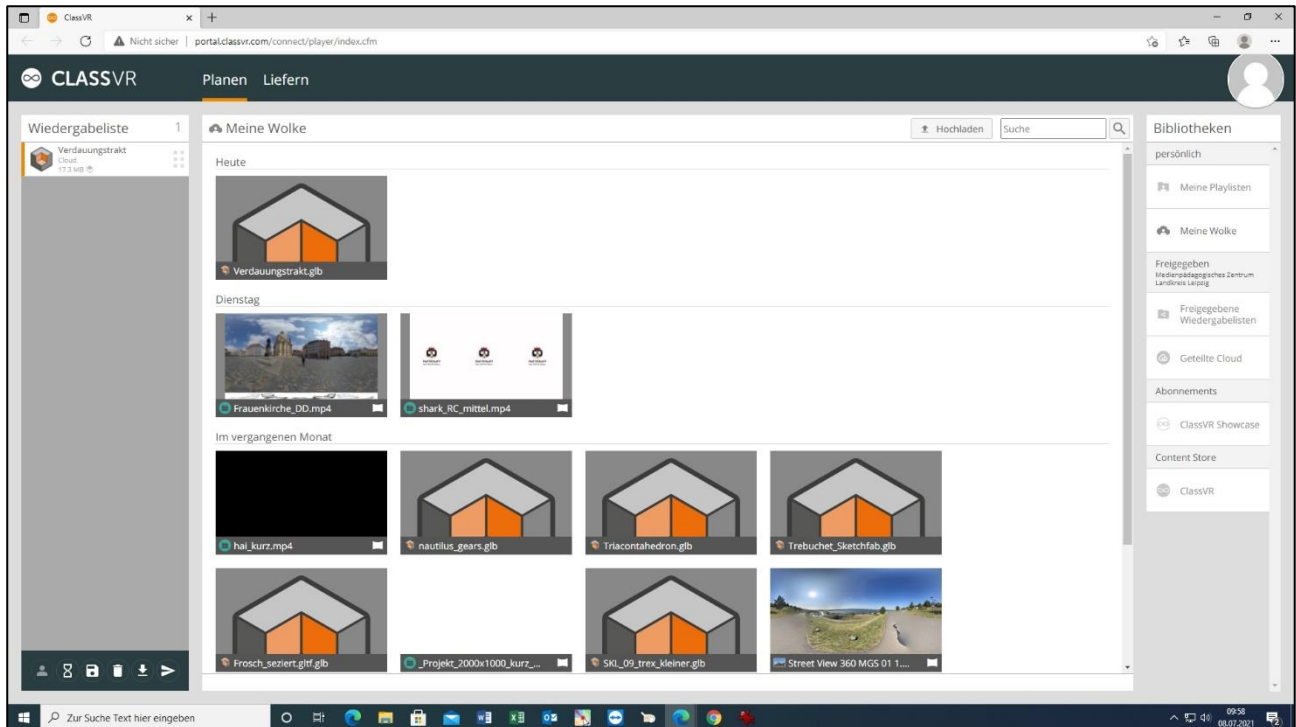 ClassVR
Nicht sicher | portal.classvr.com/connect/player/index.cfm
CLASSVR
Planen Liefern
Wiedergabeliste 1
Verdauungstrakt
Cloud
17.3 MB
Meine Wolke
Hochladen
Suche
Heute
Verdauungstrakt.glb
Dienstag
Frauenkirche_DD.mp4
shark_RC_mittel.mp4
Im vergangenen Monat
hai_kurz.mp4
nautilus_gears.glb
Triacontahedron.glb
Trebuchet_Sketchfab.glb
Frosch_seziert.gltf.glb
_Projekt_2000x1000_kurz_...
SKL_09_trex_kleiner.glb
Street View 360 MGS 01 1....
Bibliotheken
persönlich
Meine Playlisten
Meine Wolke
Freigegeben
Medienpädagogisches Zentrum
Landkreis Leipzig
Freigegebene
Wiedergabelisten
Geteilte Cloud
Abonnements
ClassVR Showcase
Content Store
ClassVR
Zur Suche Text hier eingeben
09:58
08.07.2021